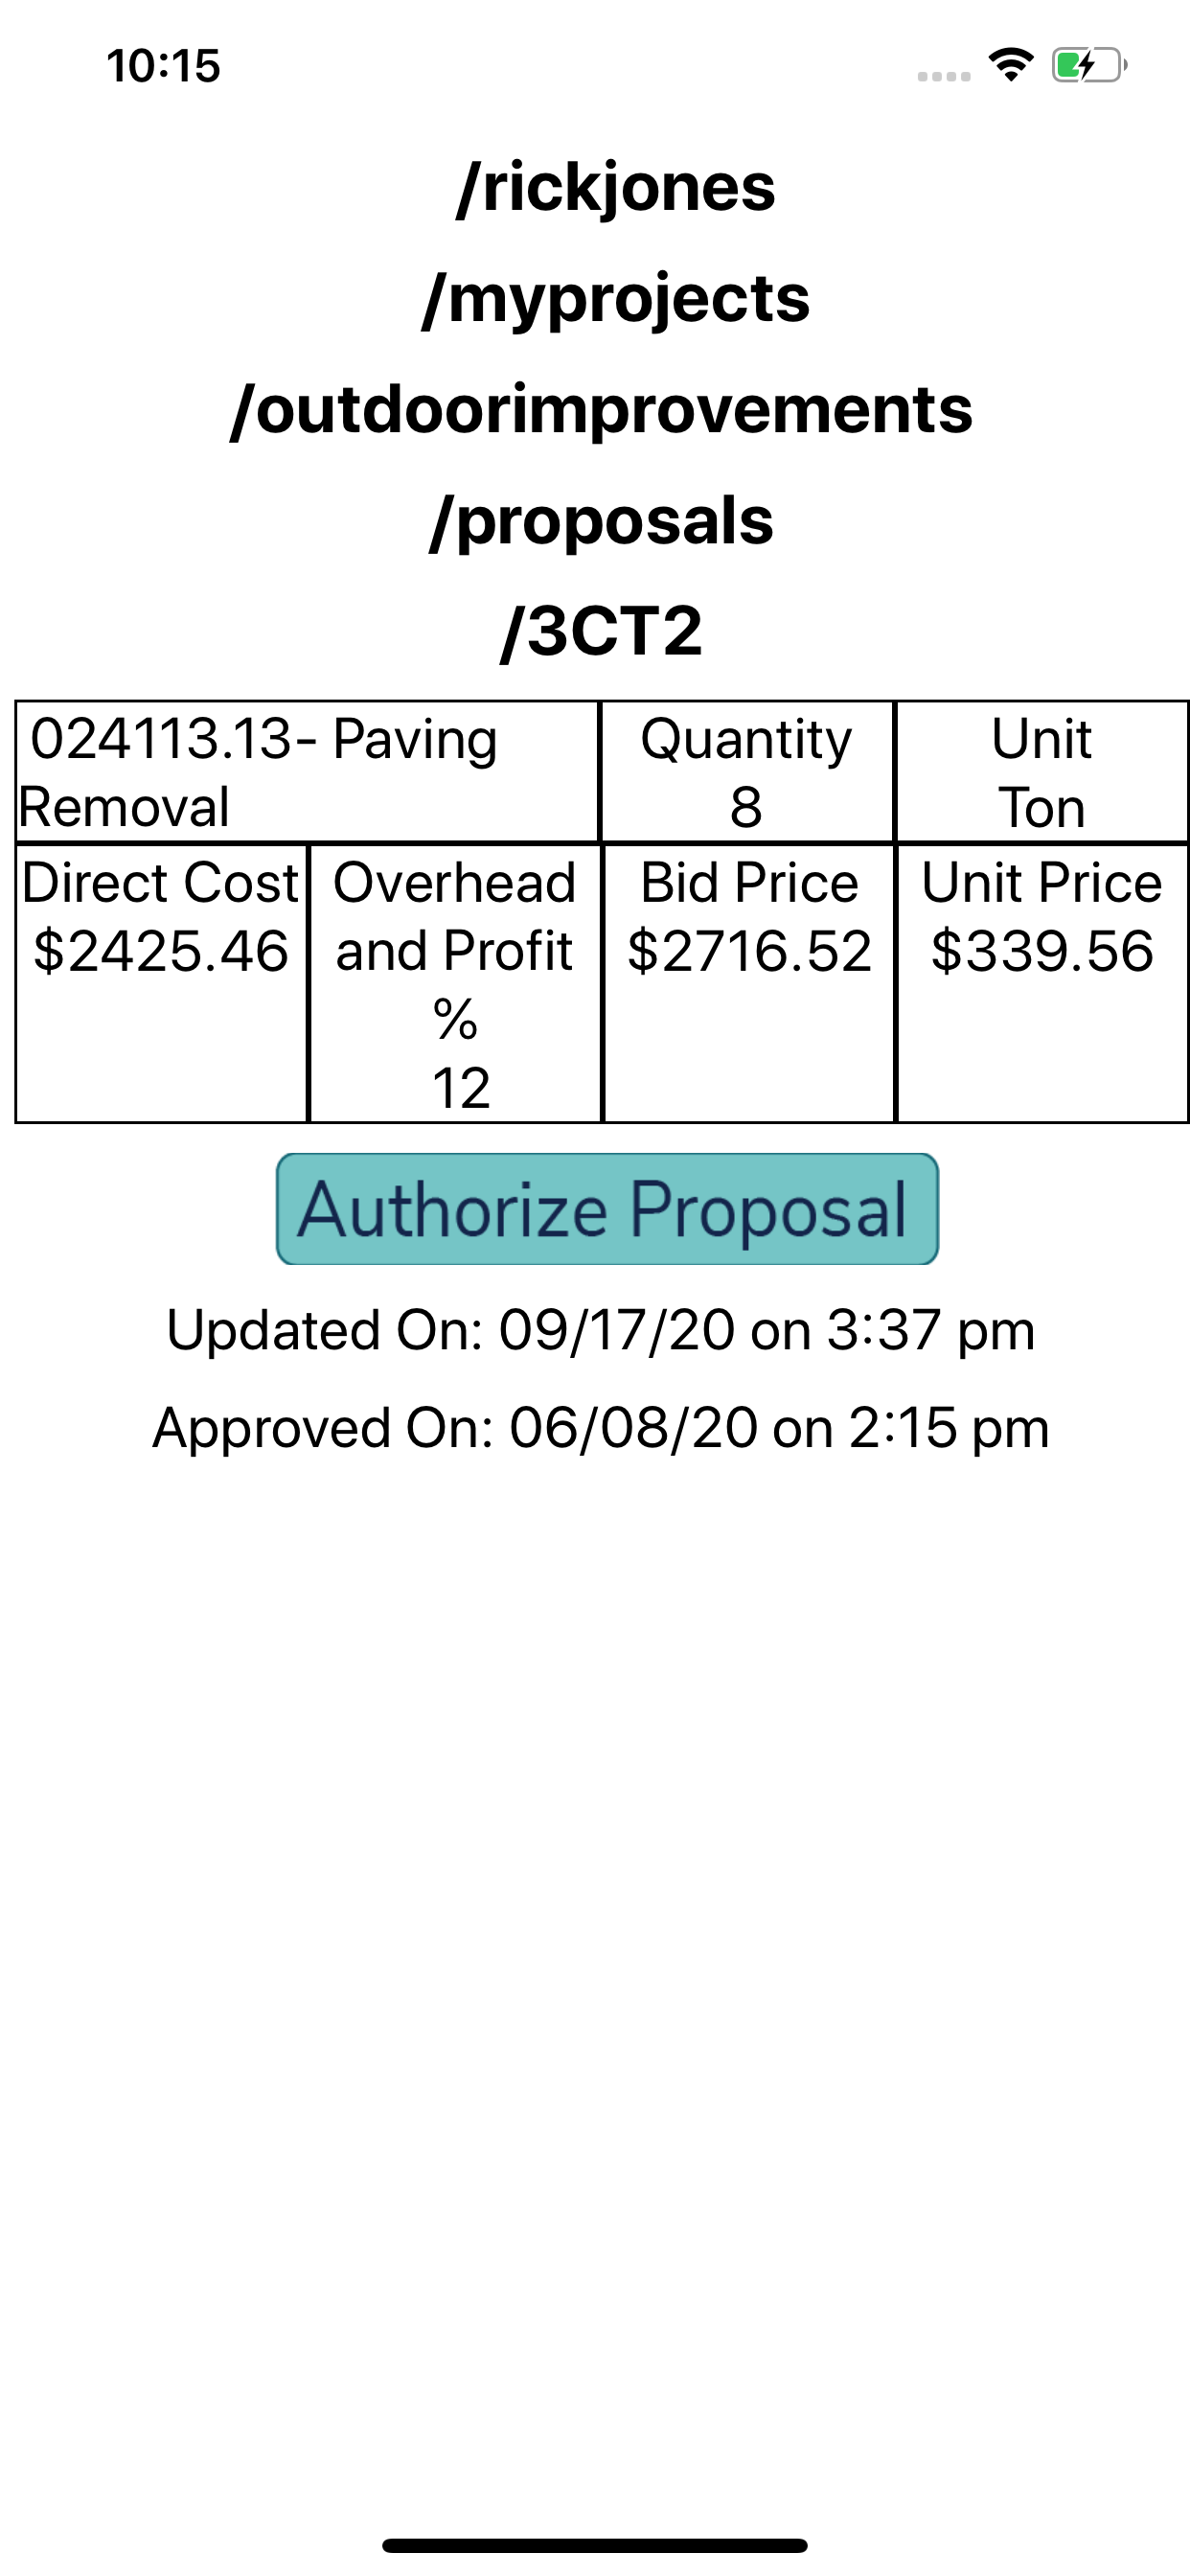 10:15
/rickjones
/myprojects
/outdoorimprovements
/proposals
/3CT2
024113.13- Paving
Removal
Quantity
8
Unit
Ton
Direct Cost
$2425.46
Overhead
and Profit
%
12
Bid Price
$2716.52
Unit Price
$339.56
Authorize Proposal
Updated On: 09/17/20 on 3:37 pm
Approved On: 06/08/20 on 2:15 pm